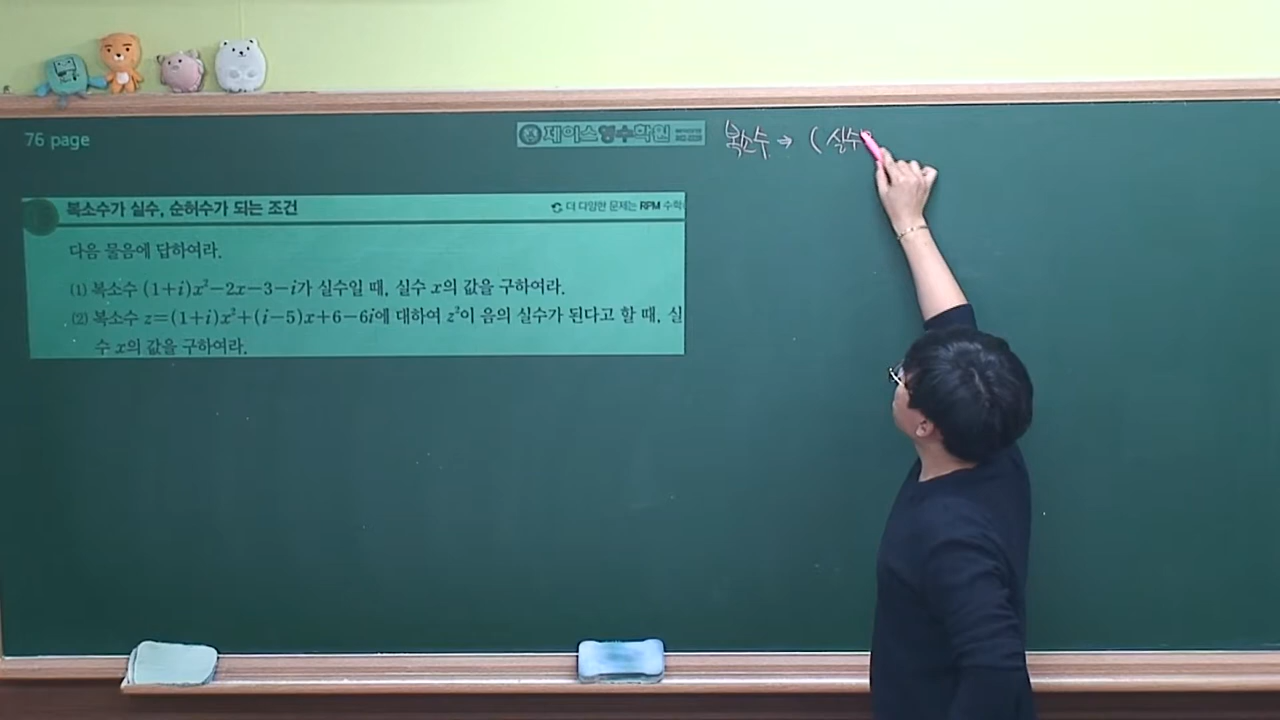 76 page
제이스영수학원
복소수 → ( 실수
복소수가 실수, 순허수가 되는 조건
더 다양한 문제는 RPM 수학
다음 물음에 답하여라.
(1) 복소수 (1+i)x²-2x-3-i가 실수일 때, 실수 x의 값을 구하여라.
(2) 복소수 z=(1+i)x²+(i-5)x+6-6i에 대하여 z²이 음의 실수가 된다고 할 때, 실
수 x의 값을 구하여라.